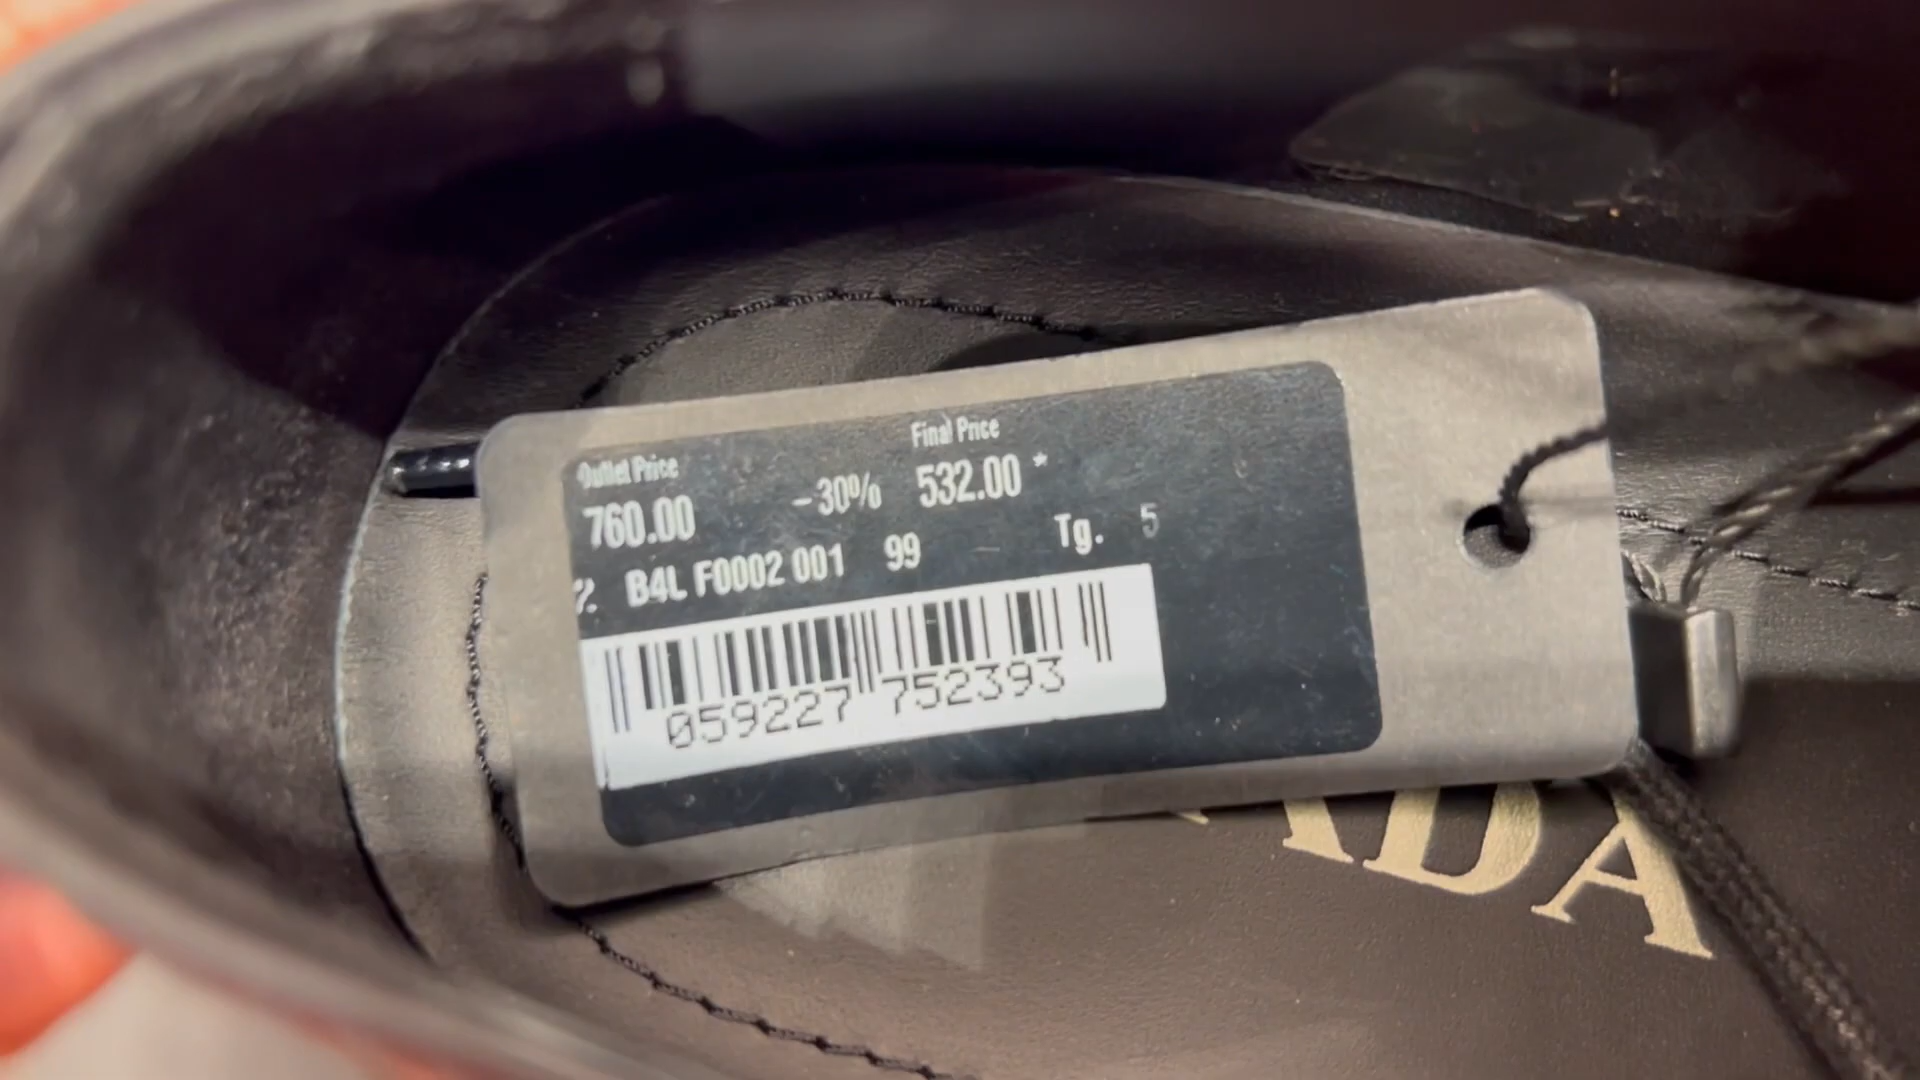 Final Price
Outlet Price
760.00 -30% 532.00 *
B4L F0002 001 99 Tg. 5
059227 752393
ADA